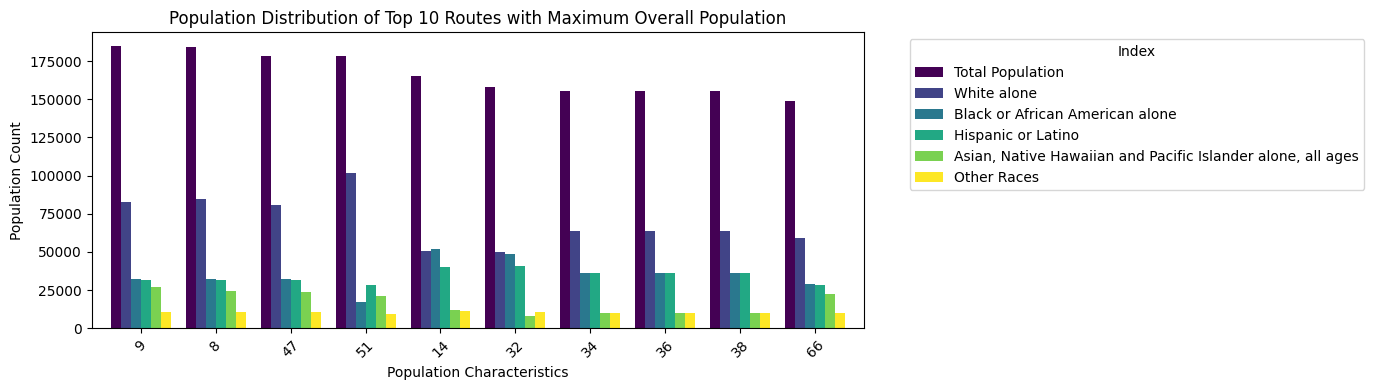 Population Distribution of Top 10 Routes with Maximum Overall Population
Population Count
175000
150000
125000
100000
75000
50000
25000
0
9 8 47 51 14 32 34 36 38 66
Population Characteristics
Index
Total Population
White alone
Black or African American alone
Hispanic or Latino
Asian, Native Hawaiian and Pacific Islander alone, all ages
Other Races